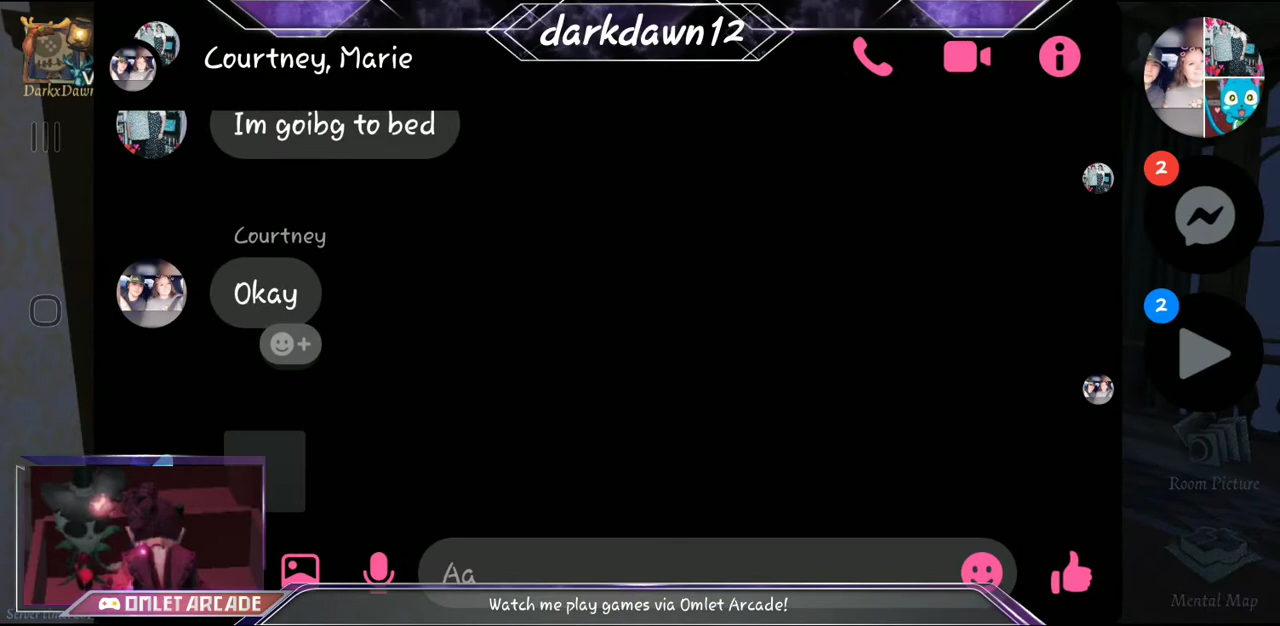 darkdawn12
Courtney, Marie
DarkxDawn
Im goibg to bed
2
Courtney
Okay
2
Room Picture
Aa
OMLET ARCADE
Watch me play games via Omlet Arcade!
Mental Map